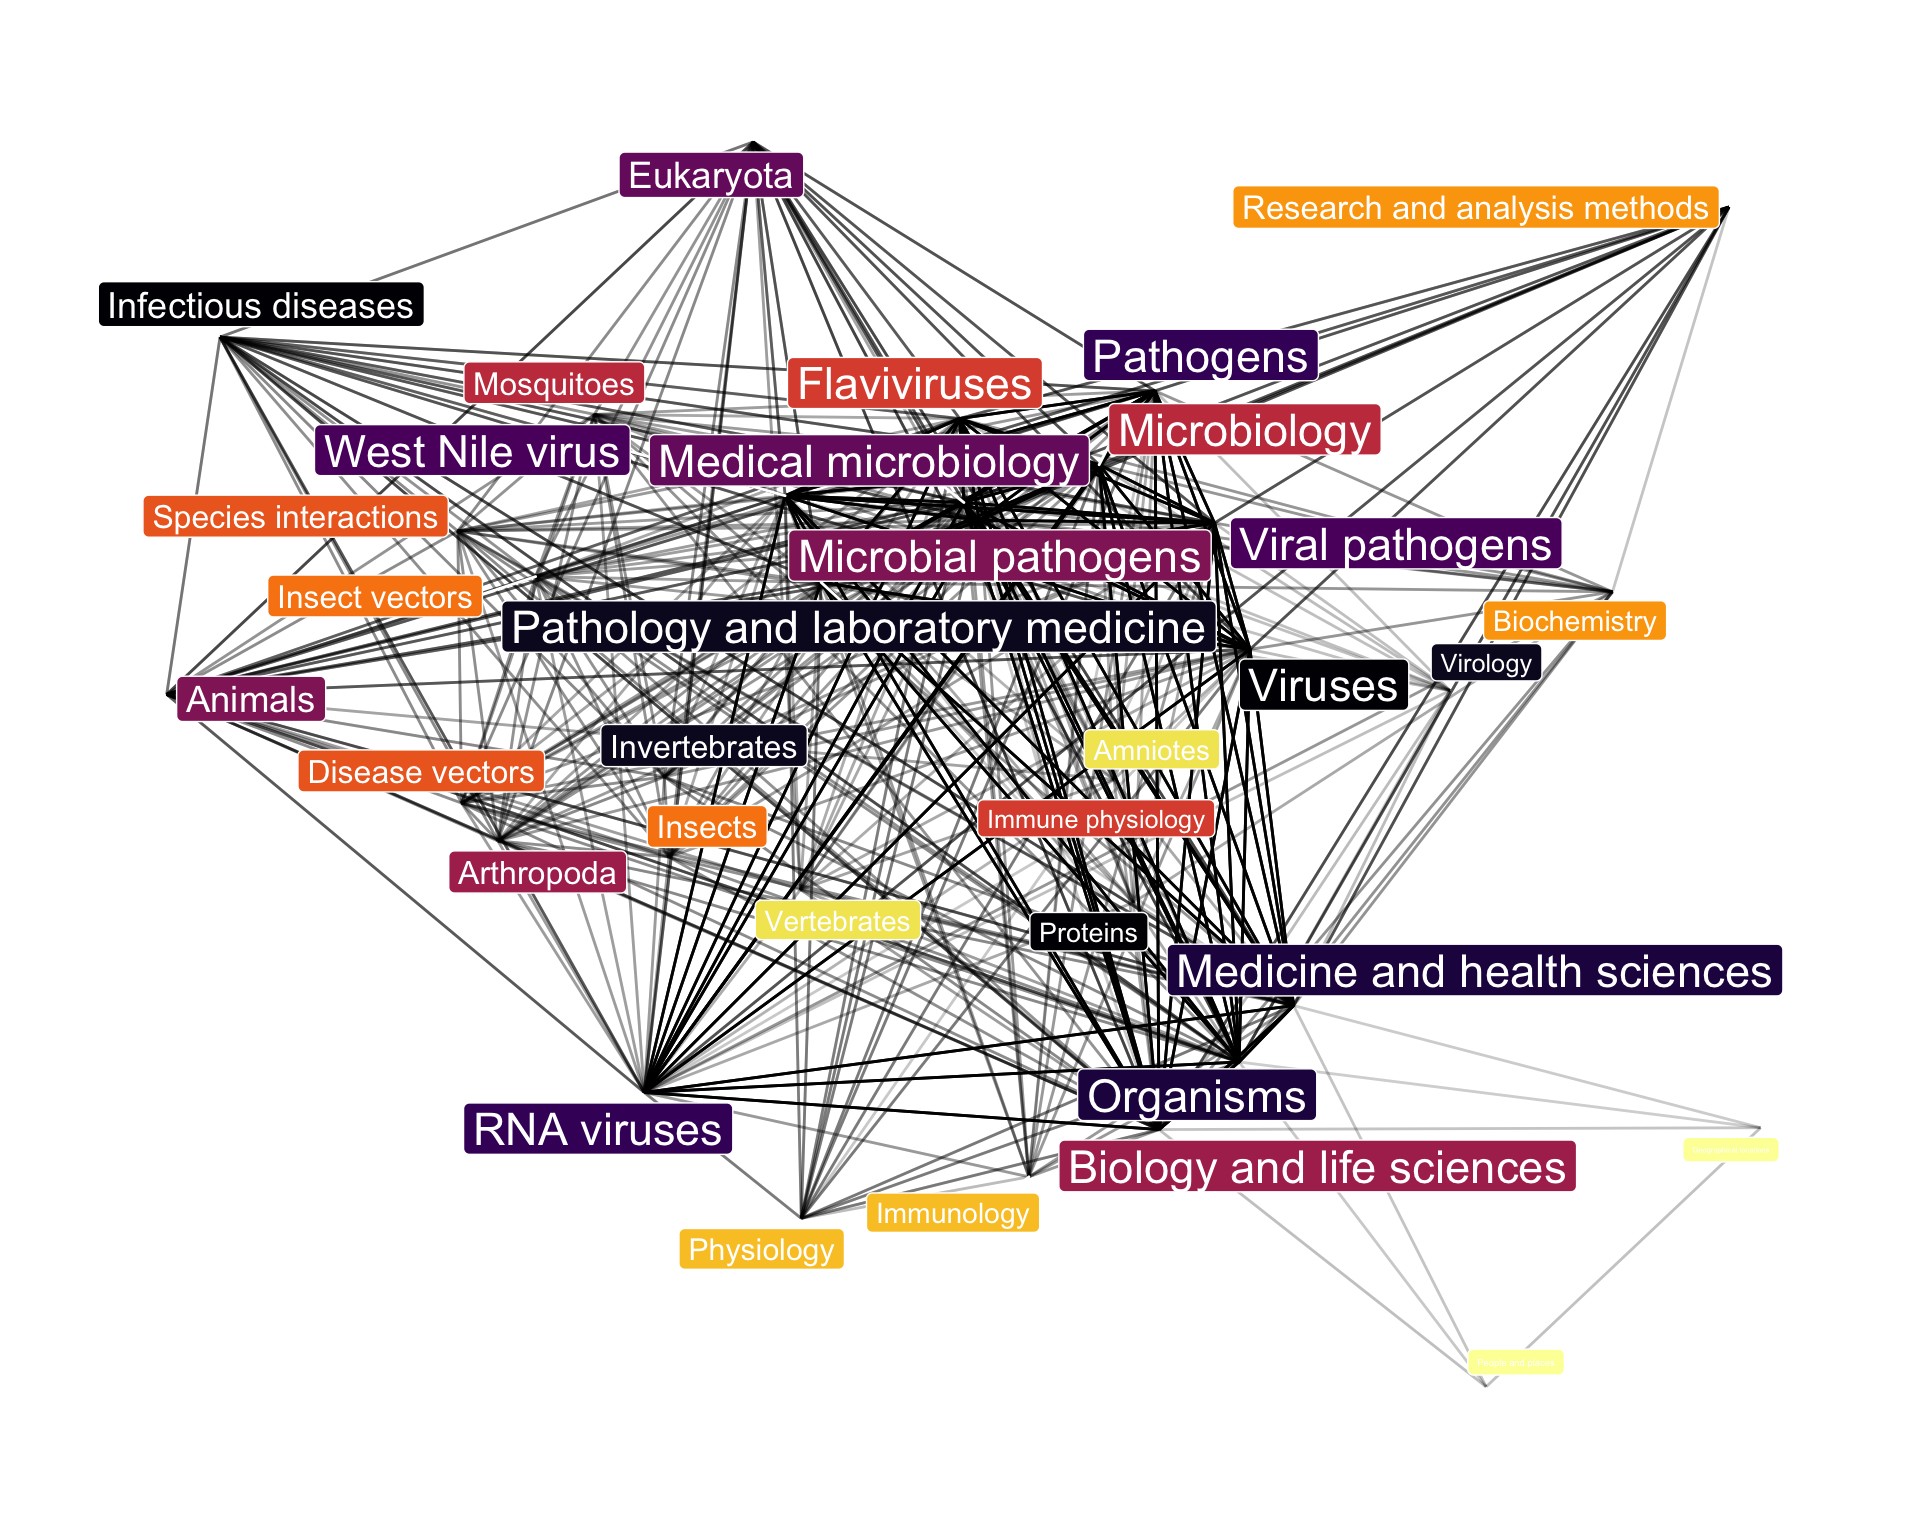 Eukaryota
Research and analysis methods
Infectious diseases
Pathogens
Mosquitoes
Flaviviruses
Microbiology
West Nile virus
Medical microbiology
Species interactions
Viral pathogens
Microbial pathogens
Insect vectors
Biochemistry
Pathology and laboratory medicine
Virology
Viruses
Animals
Invertebrates
Amniotes
Disease vectors
Immune physiology
Insects
Arthropoda
Vertebrates
Proteins
Medicine and health sciences
Organisms
RNA viruses
Biology and life sciences
Immunology
Physiology